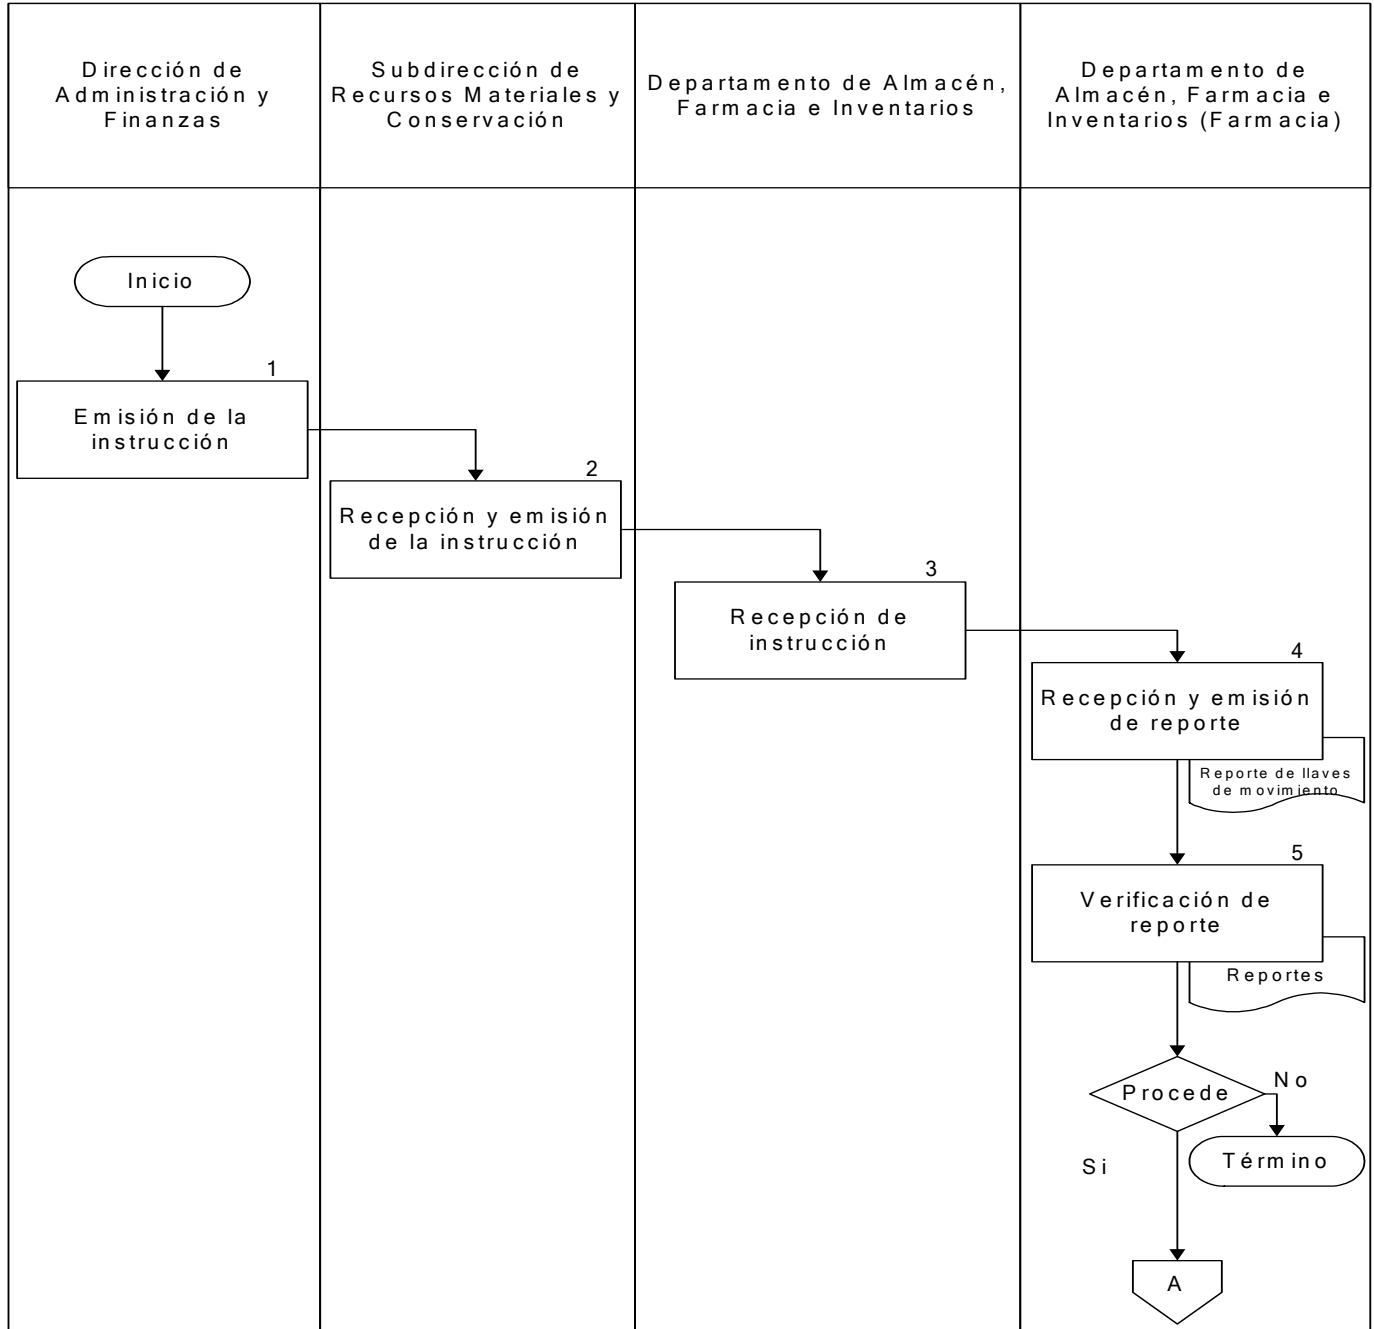 Dirección de
Administración y
Finanzas
Subdirección de
Recursos Materiales y
Conservación
Departamento de Almacén,
Farmacia e Inventarios
Departamento de
Almacén, Farmacia e
Inventarios (Farmacia)
Inicio
1
Emisión de la
instrucción
2
Recepción y emisión
de la instrucción
3
Recepción de
instrucción
4
Recepción y emisión
de reporte
Reporte de llaves
de movimiento
5
Verificación de
reporte
Reportes
Procede
No
Término
Si
A